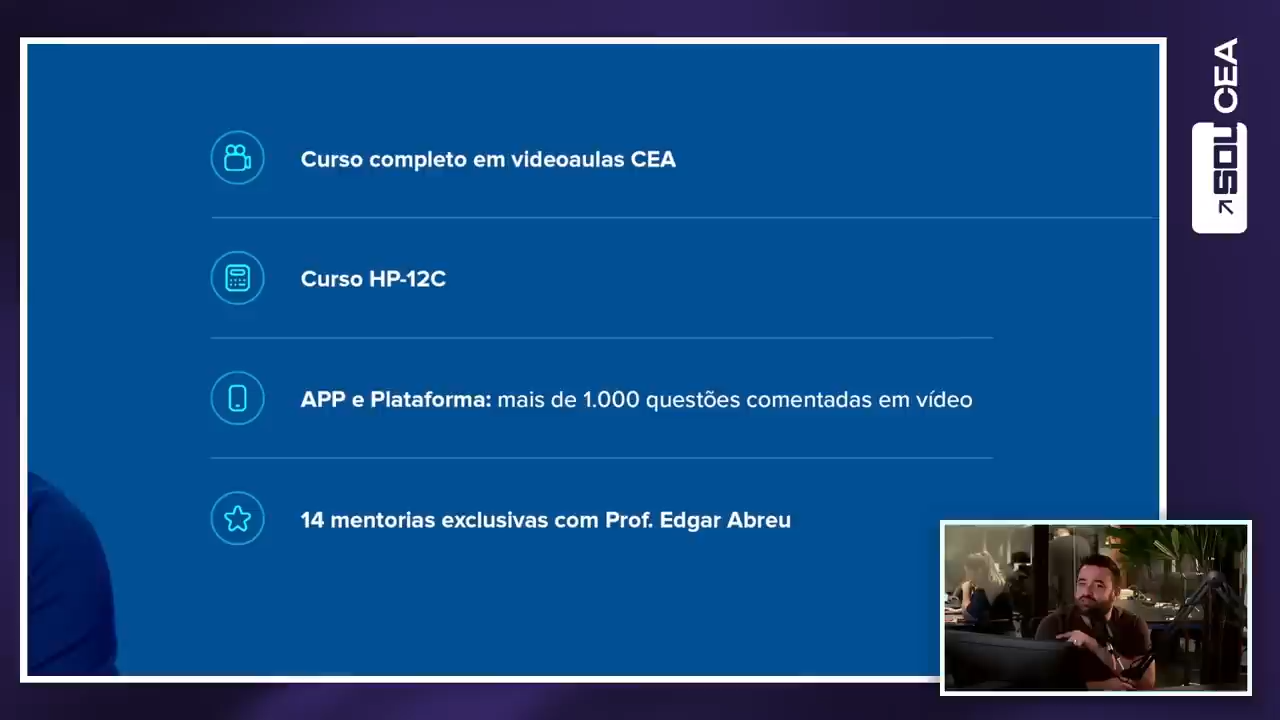 Curso completo em videoaulas CEA
Curso HP-12C
APP e Plataforma: mais de 1.000 questões comentadas em vídeo
14 mentorias exclusivas com Prof. Edgar Abreu
SOU CEA